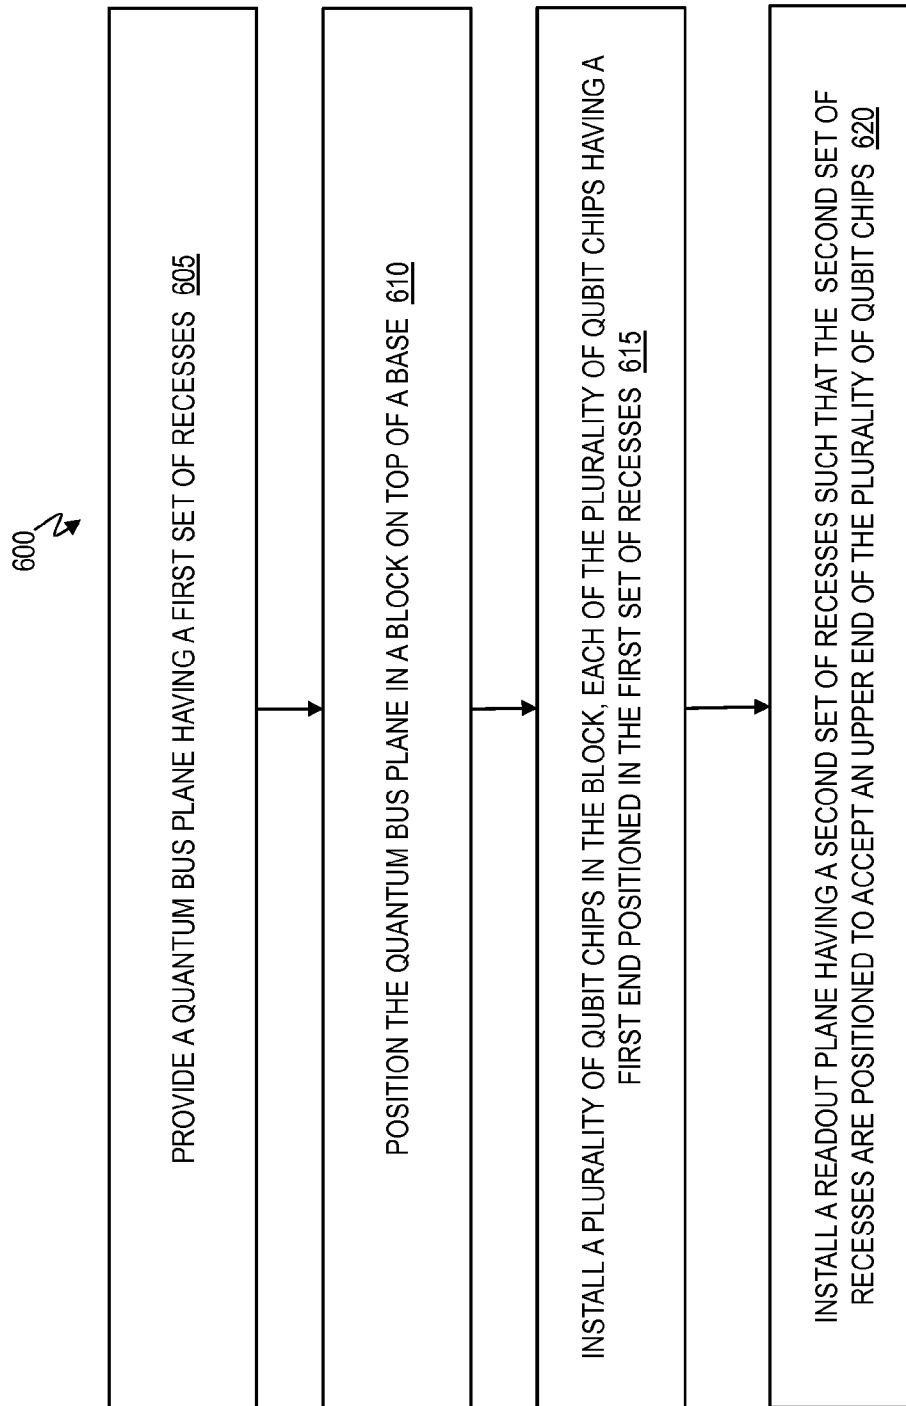 600
PROVIDE A QUANTUM BUS PLANE HAVING A FIRST SET OF RECESSES 605
POSITION THE QUANTUM BUS PLANE IN A BLOCK ON TOP OF A BASE 610
INSTALL A PLURALITY OF QUBIT CHIPS IN THE BLOCK, EACH OF THE PLURALITY OF QUBIT CHIPS HAVING A
FIRST END POSITIONED IN THE FIRST SET OF RECESSES 615
INSTALL A READOUT PLANE HAVING A SECOND SET OF RECESSES SUCH THAT THE SECOND SET OF
RECESSES ARE POSITIONED TO ACCEPT AN UPPER END OF THE PLURALITY OF QUBIT CHIPS 620